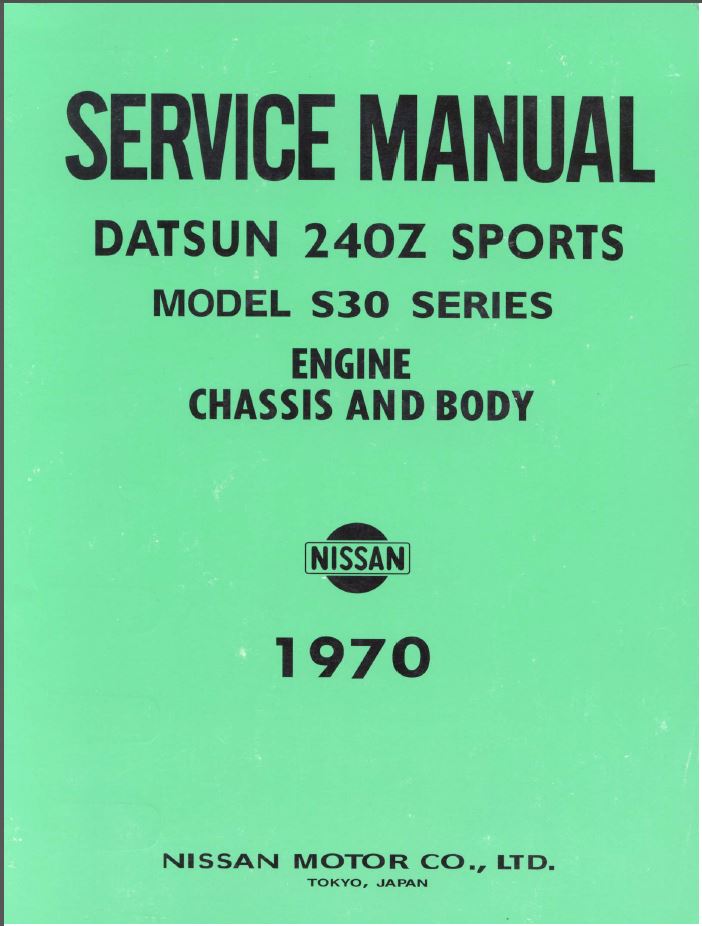 SERVICE MANUAL
DATSUN 240Z SPORTS
MODEL S30 SERIES
ENGINE
CHASSIS AND BODY
NISSAN
1970
NISSAN MOTOR CO., LTD.
TOKYO, JAPAN